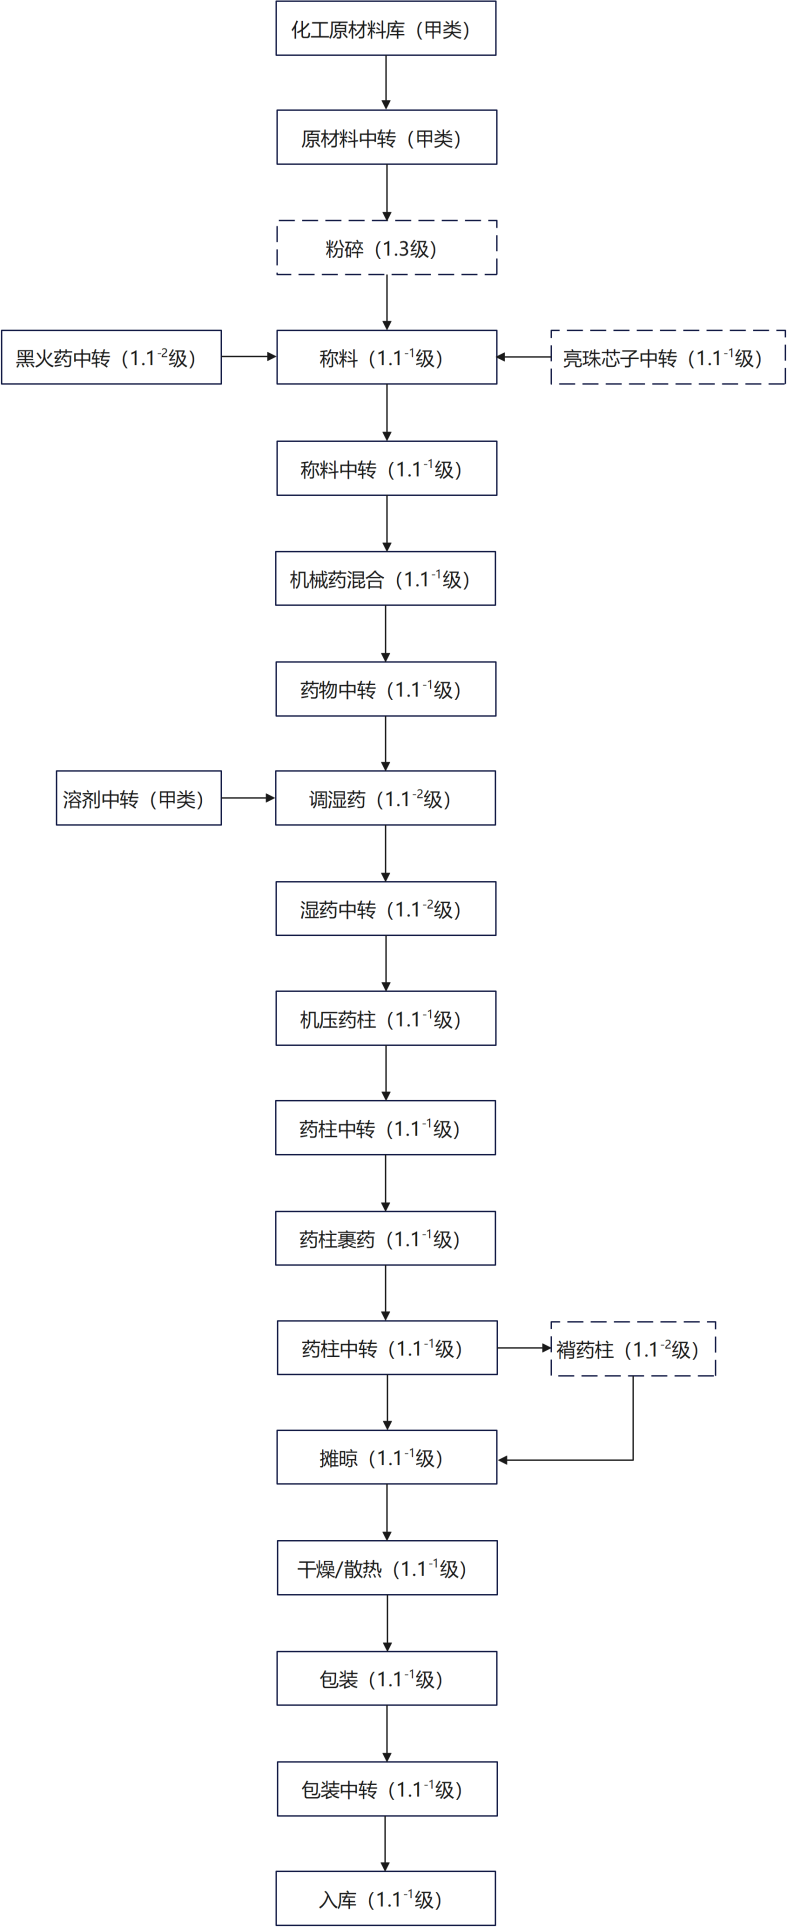 化工原材料库（甲类）
原材料中转（甲类）
粉碎（1.3级）
黑火药中转（1.1⁻²级）
称料（1.1⁻¹级）
亮珠芯子中转（1.1⁻¹级）
称料中转（1.1⁻¹级）
机械药混合（1.1⁻¹级）
药物中转（1.1⁻¹级）
溶剂中转（甲类）
调湿药（1.1⁻²级）
湿药中转（1.1⁻²级）
机压药柱（1.1⁻¹级）
药柱中转（1.1⁻¹级）
药柱裹药（1.1⁻¹级）
药柱中转（1.1⁻¹级）
褙药柱（1.1⁻²级）
摊晾（1.1⁻¹级）
干燥/散热（1.1⁻¹级）
包装（1.1⁻¹级）
包装中转（1.1⁻¹级）
入库（1.1⁻¹级）